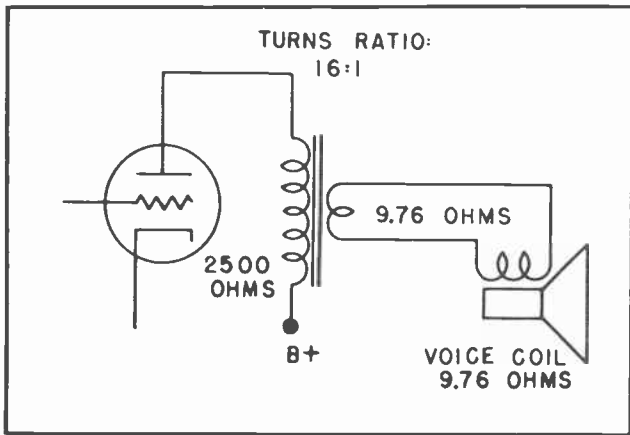 TURNS RATIO:
16:1
9.76 OHMS
2500
OHMS
B+
VOICE COIL
9.76 OHMS